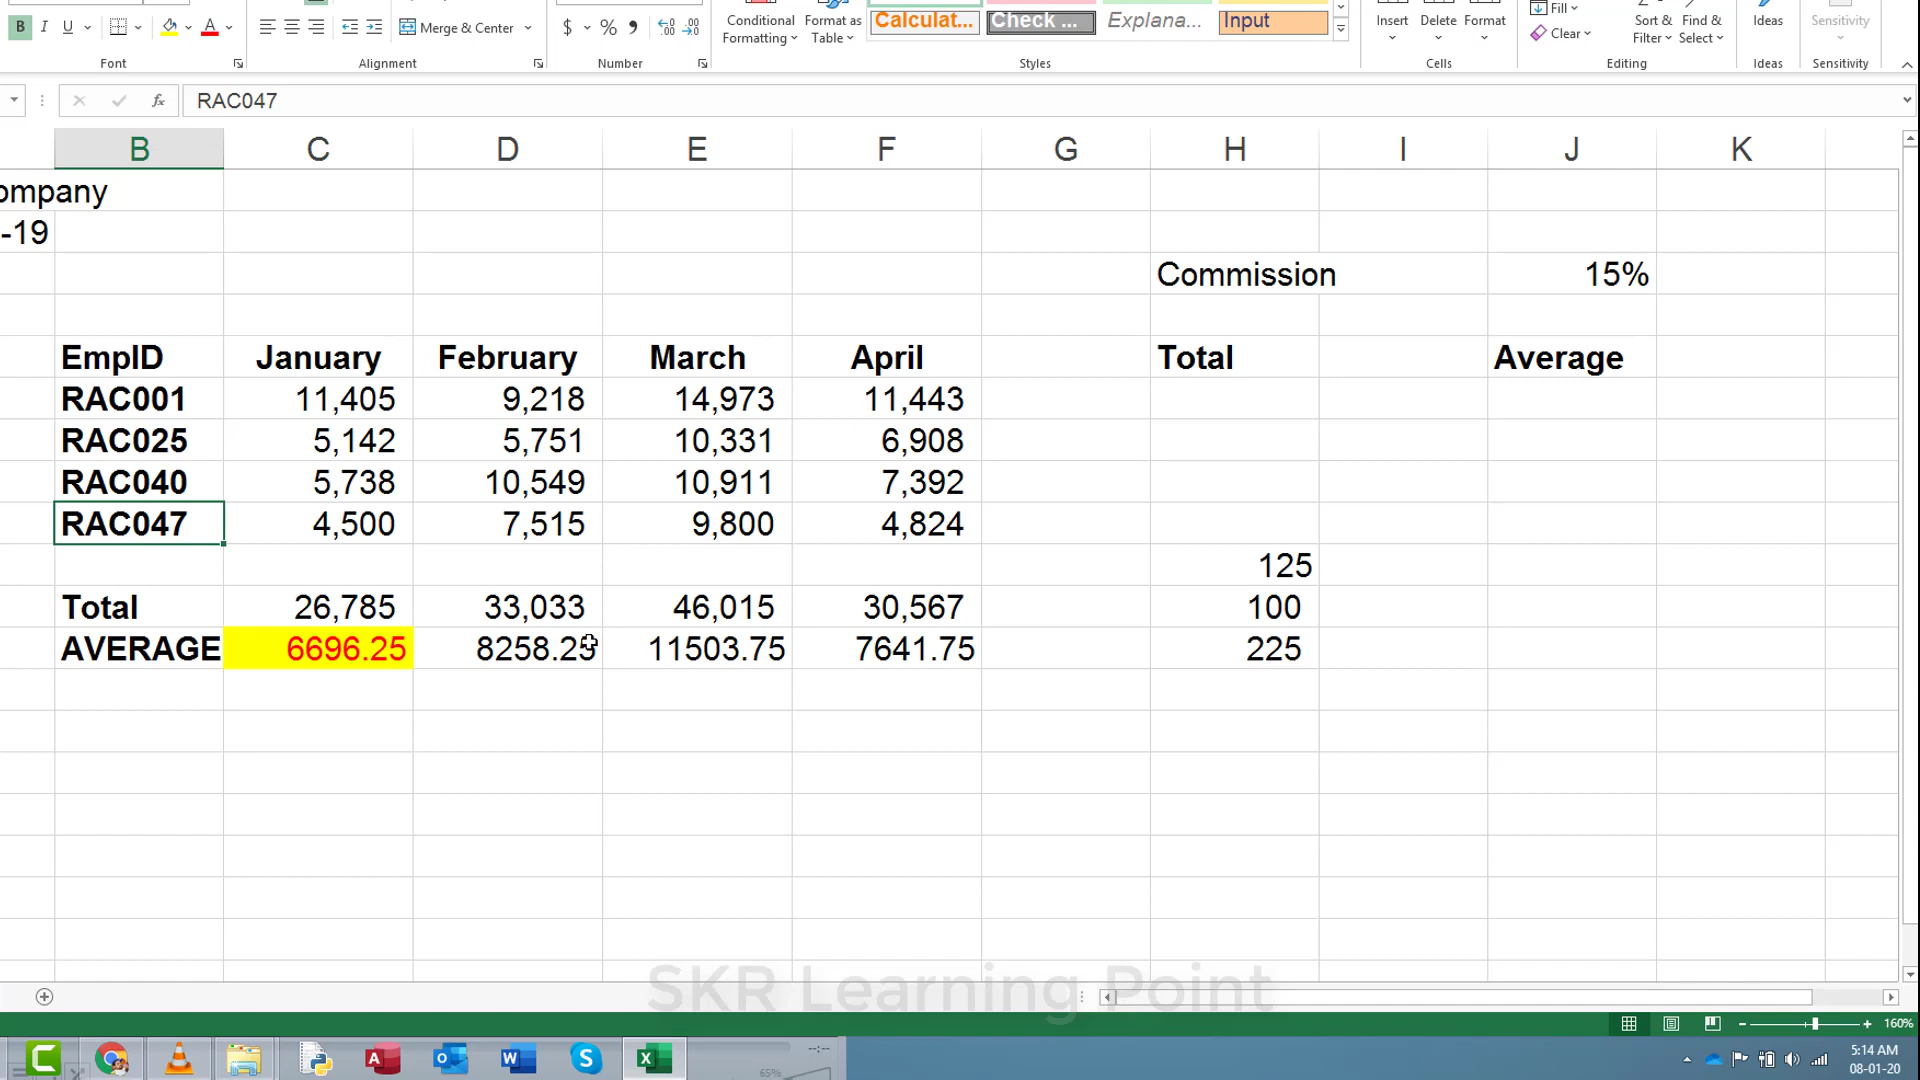 Conditional Format as Calculat... Check ... Explana... Input Insert Delete Format Fill Sort & Find & Ideas Sensitivity
B I U Merge & Center $ % Formatting Table Clear Filter Select
Font Alignment Number Styles Cells Editing Ideas Sensitivity
fx RAC047
B C D E F G H I J K
ompany
-19
Commission 15%
EmpID January February March April Total Average
RAC001 11,405 9,218 14,973 11,443
RAC025 5,142 5,751 10,331 6,908
RAC040 5,738 10,549 10,911 7,392
RAC047 4,500 7,515 9,800 4,824
125
Total 26,785 33,033 46,015 30,567 100
AVERAGE 6696.25 8258.25 11503.75 7641.75 225
SKR Learning Point
160%
65%
5:14 AM
08-01-20